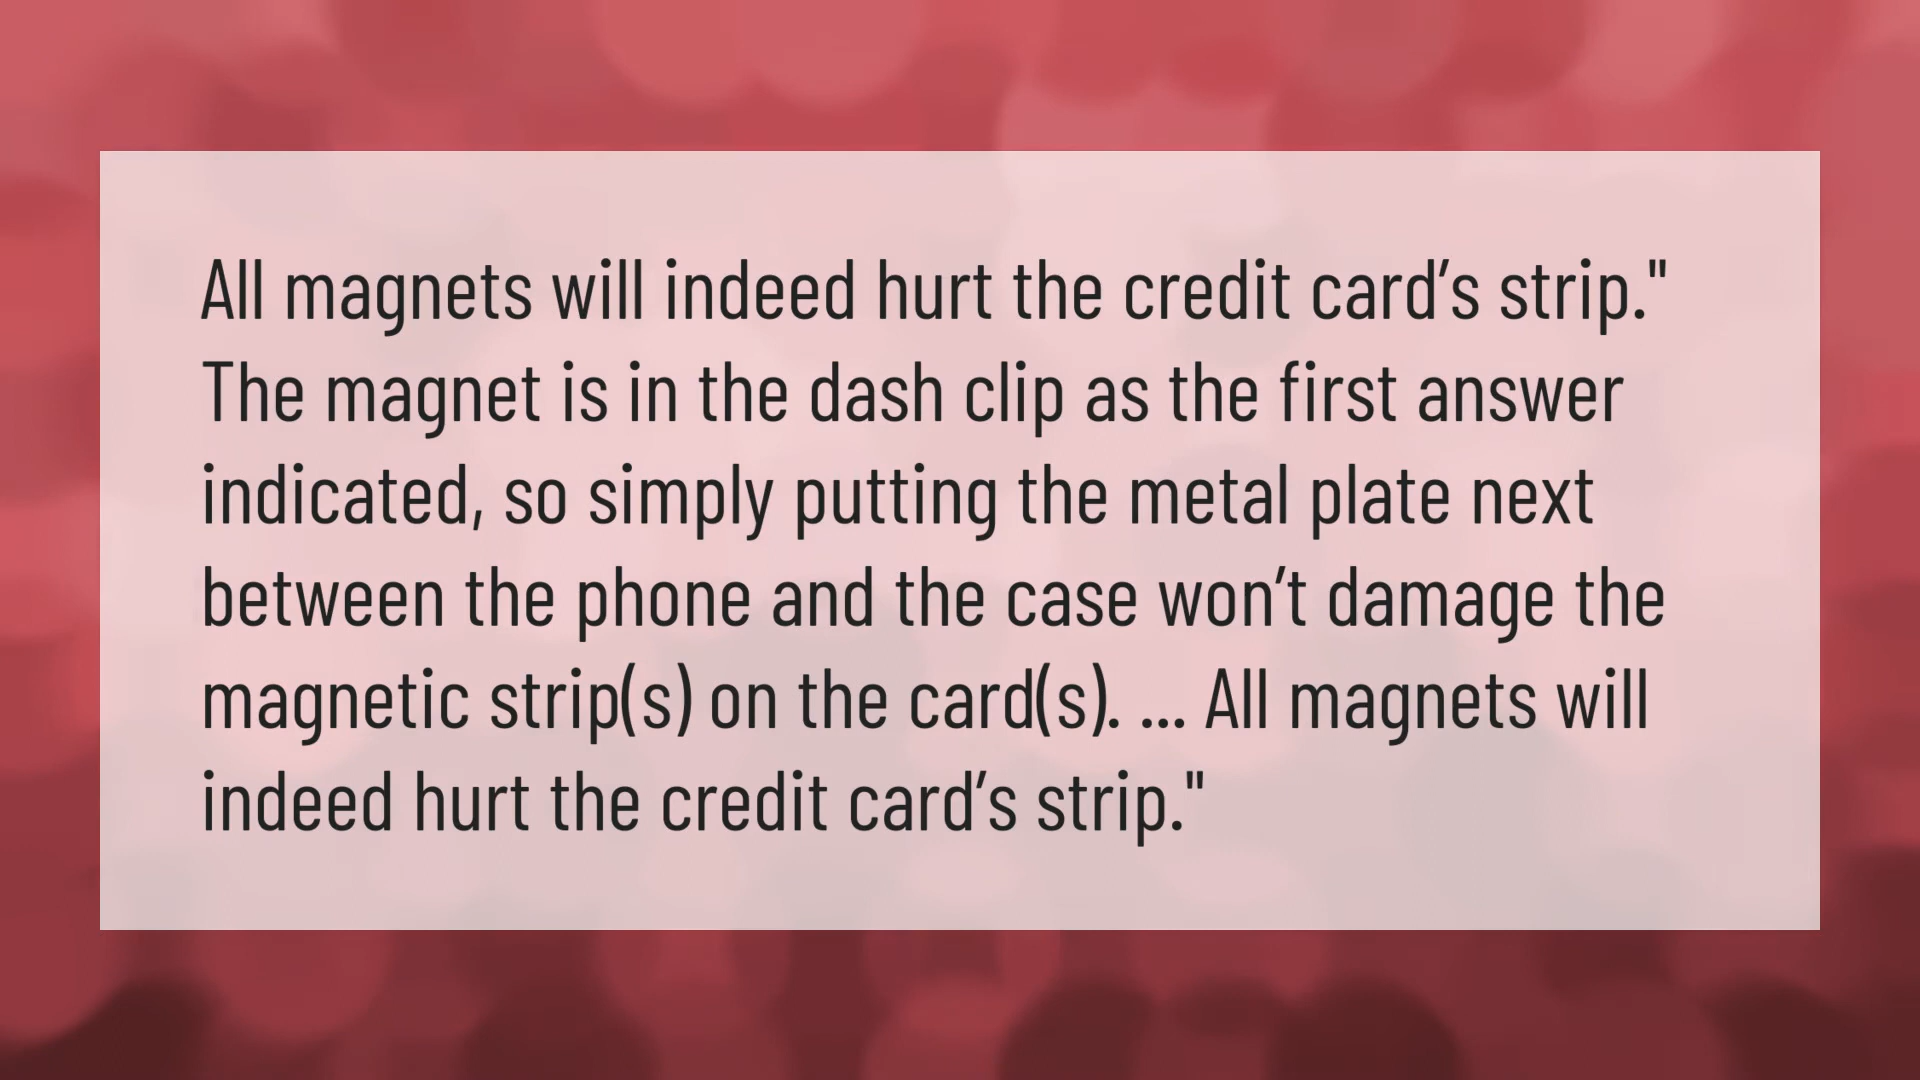 All magnets will indeed hurt the credit card’s strip."
The magnet is in the dash clip as the first answer
indicated, so simply putting the metal plate next
between the phone and the case won’t damage the
magnetic strip(s) on the card(s). ... All magnets will
indeed hurt the credit card’s strip."